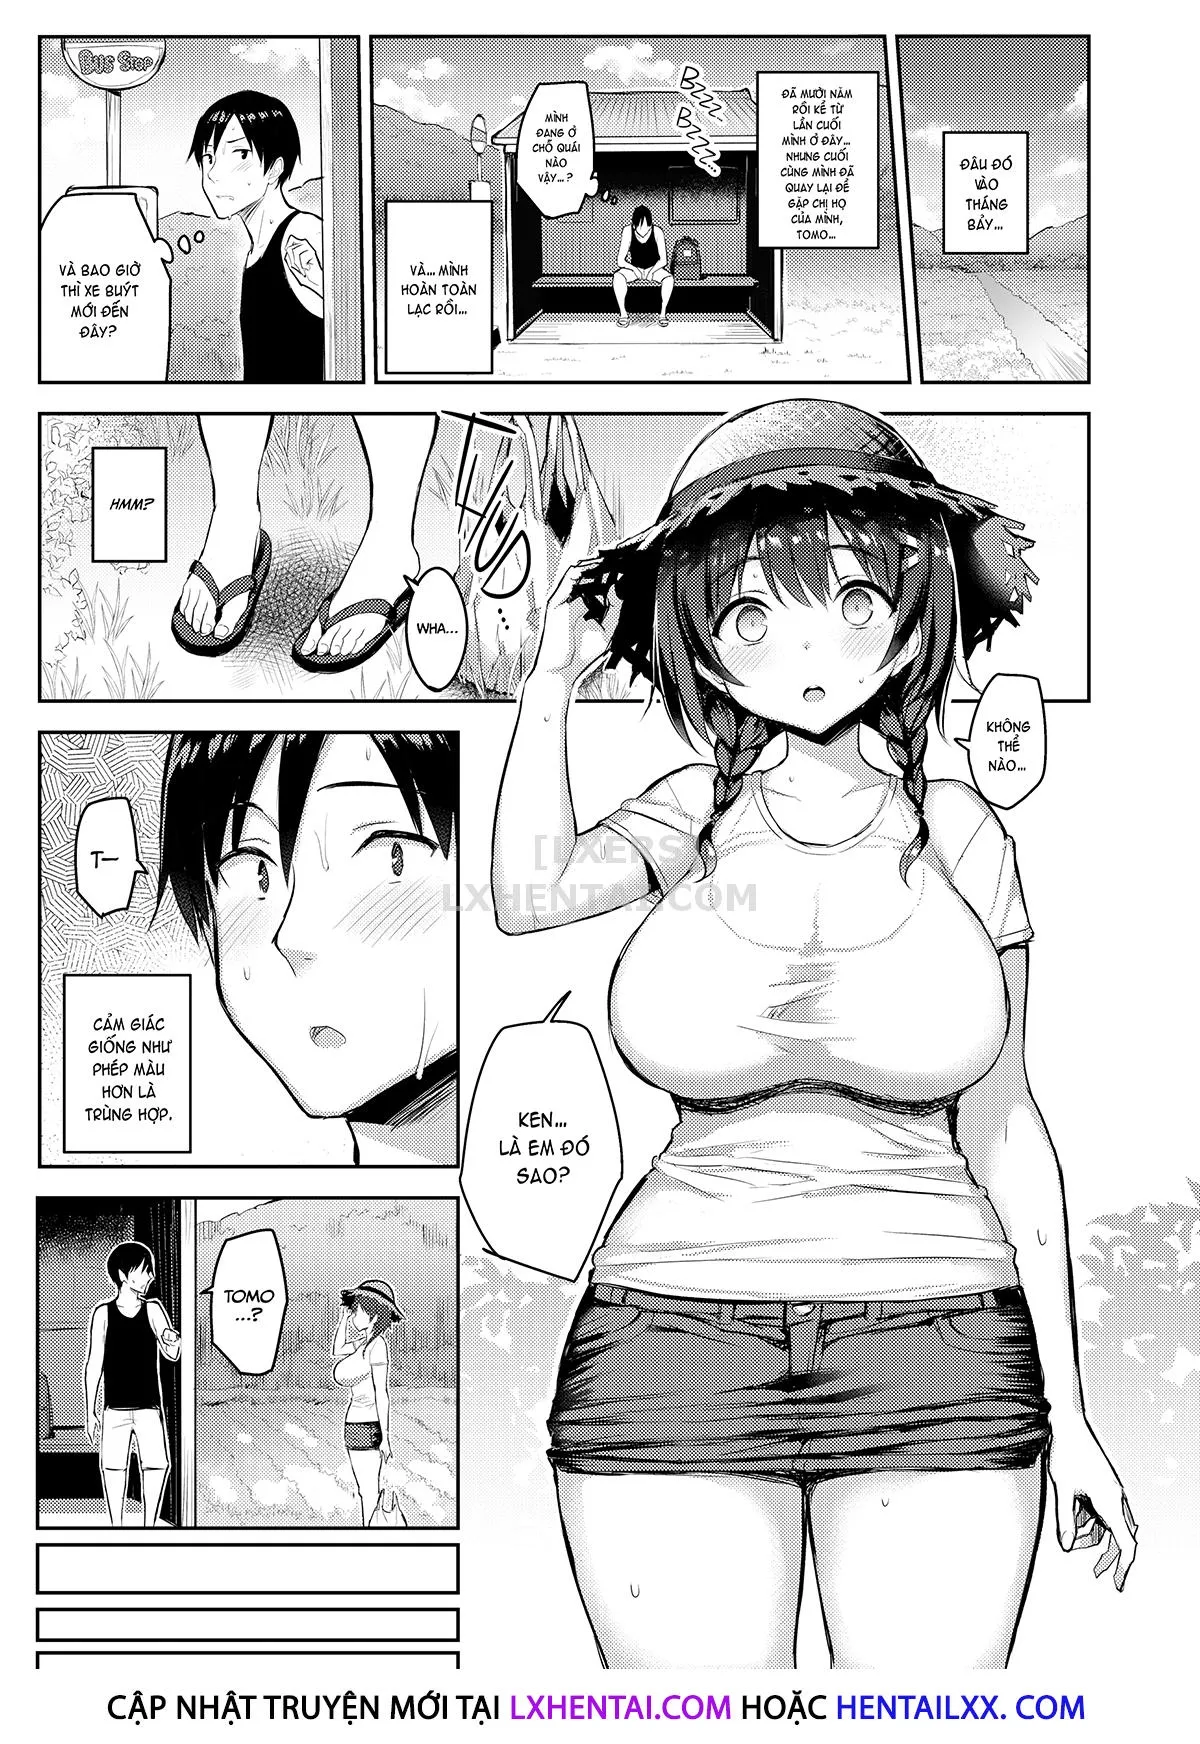 ĐÂU ĐÓ
VÀO
THÁNG
BẢY...
ĐÃ MƯỜI NĂM
RỒI KỂ TỪ
LẦN CUỐI
MÌNH Ở ĐÂY...
NHƯNG CUỐI
CÙNG MÌNH ĐÃ
QUAY LẠI ĐỂ
GẶP CHỊ HỌ
CỦA MÌNH,
TOMO...
BZZZ
BZZZ...
MÌNH
ĐANG Ở
CHỖ QUÁI
NÀO
VẬY...?
VÀ... MÌNH
HOÀN TOÀN
LẠC RỒI...
BUS STOP
VÀ BAO GIỜ
THÌ XE BUÝT
MỚI ĐẾN
ĐÂY?
HMM?
WHA...
KHÔNG
THỂ
NÀO...
T—
CẢM GIÁC
GIỐNG NHƯ
PHÉP MÀU
HƠN LÀ
TRÙNG HỢP.
KEN...
LÀ EM ĐÓ
SAO?
TOMO
...?
[LXERS]
LXHENTAI.COM
CẬP NHẬT TRUYỆN MỚI TẠI LXHENTAI.COM HOẶC HENTAILXX. COM